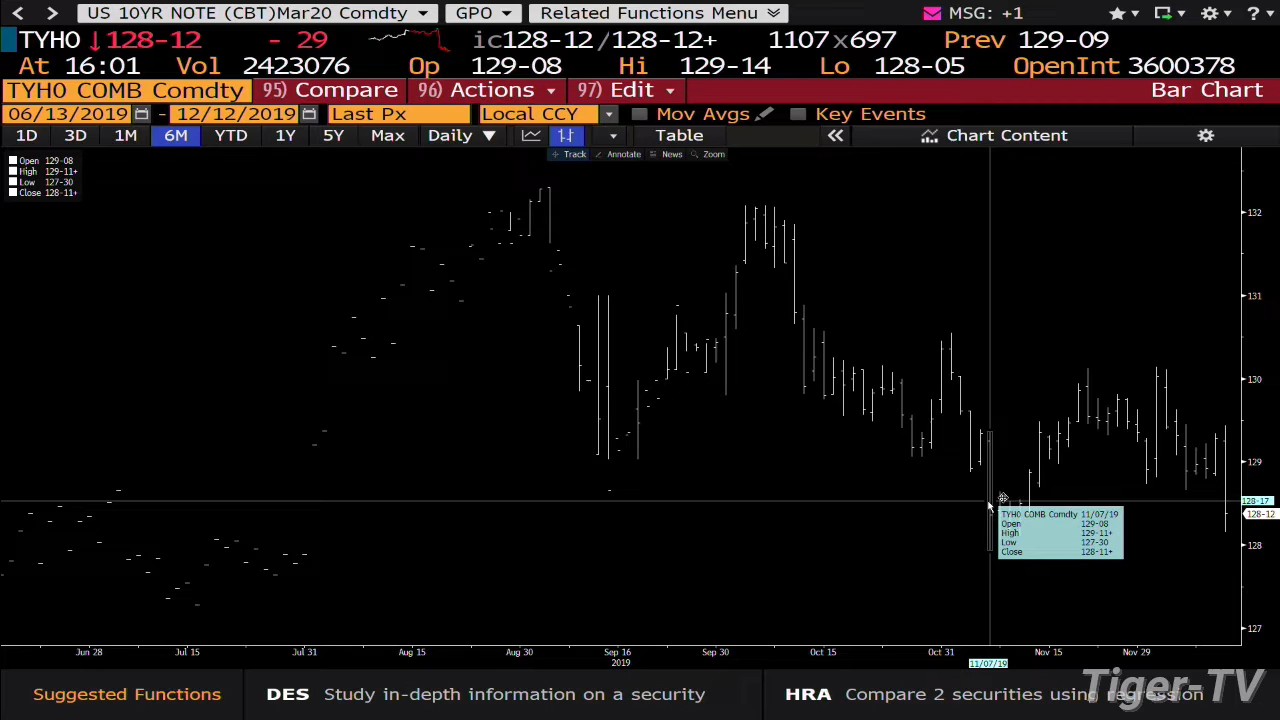 < > US 10YR NOTE (CBT)Mar20 Comdty GPO Related Functions Menu MSG: +1 ?
TYH0 ↓128-12 - 29 ic128-12/128-12+ 1107x697 Prev 129-09
At 16:01 Vol 2423076 Op 129-08 Hi 129-14 Lo 128-05 OpenInt 3600378
TYH0 COMB Comdty 95) Compare 96) Actions 97) Edit Bar Chart
06/13/2019 - 12/12/2019 Last Px Local CCY Mov Avgs Key Events
1D 3D 1M 6M YTD 1Y 5Y Max Daily ▼ Table « Chart Content
Track Annotate News Zoom
Open 129-08
High 129-11+
Low 127-30
Close 128-11+
132
131
130
129
128-17
128-12
128
127
TYH0 COMB Comdty 11/07/19
Open 129-08
High 129-11+
Low 127-30
Close 128-11+
Jun 28 Jul 15 Jul 31 Aug 15 Aug 30 Sep 16 Sep 30 Oct 15 Oct 31 Nov 15 Nov 29
2019 11/07/19
Suggested Functions DES Study in-depth information on a security HRA Compare 2 securities using regression
Tiger-TV